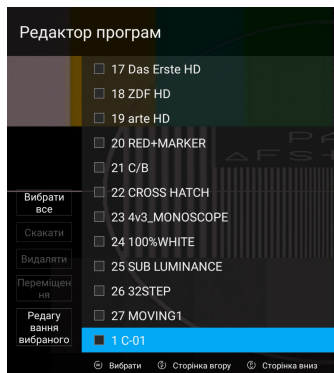 Редактор програм
17 Das Erste HD
18 ZDF HD
19 arte HD
20 RED+MARKER
21 C/B
22 CROSS HATCH
23 4v3_MONOSCOPE
24 100%WHITE
25 SUB LUMINANCE
26 32STEP
27 MOVING1
1 C-01
Вибрати
все
Скакати
Видаляти
Переміщен
ня
Редагу
вання
вибраного
Вибрати Сторінка вгору Сторінка вниз